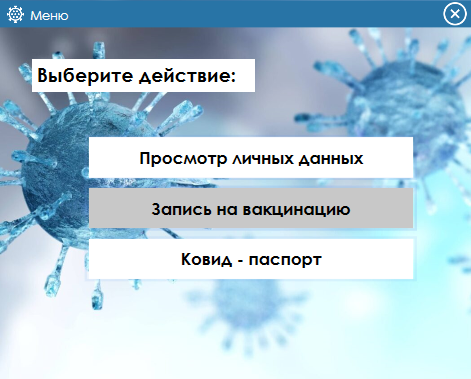 Меню
Выберите действие:
Просмотр личных данных
Запись на вакцинацию
Ковид - паспорт